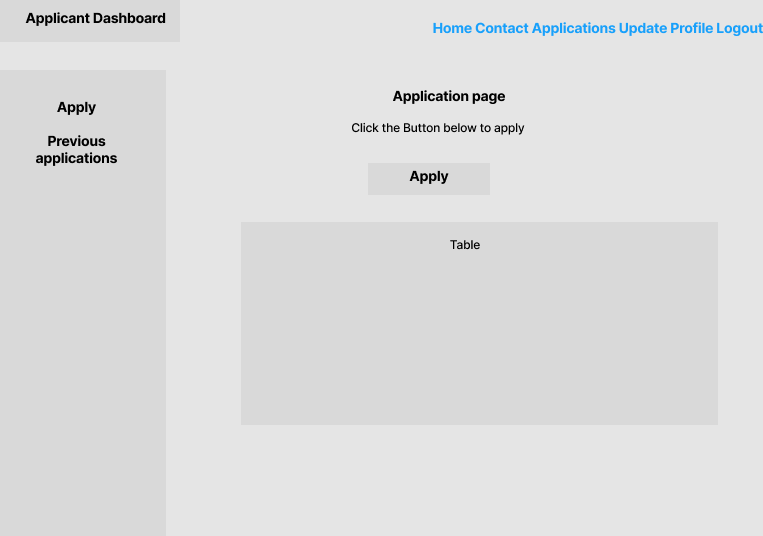 Applicant Dashboard
Home Contact Applications Update Profile Logout
Apply
Previous
applications
Application page
Click the Button below to apply
Apply
Table